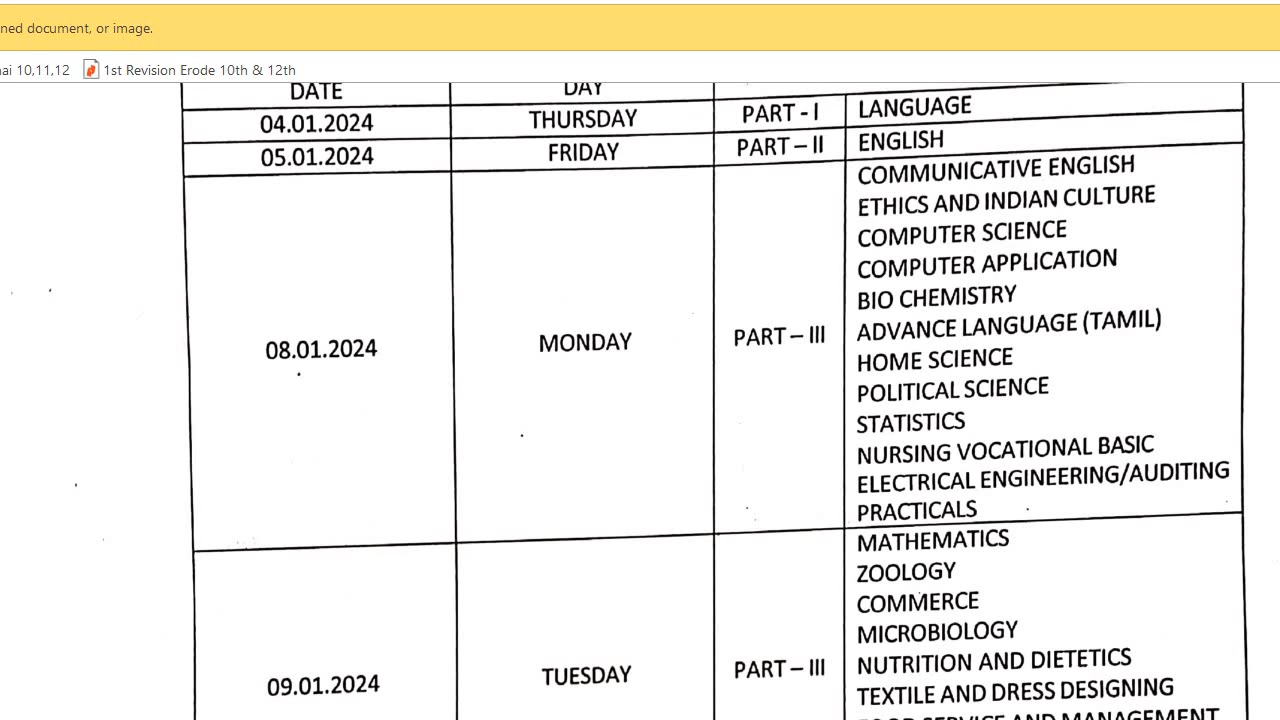 ned document, or image.
ai 10,11,12 1st Revision Erode 10th & 12th
DATE DAY
04.01.2024 THURSDAY PART - I LANGUAGE
05.01.2024 FRIDAY PART – II ENGLISH
08.01.2024 MONDAY PART – III
COMMUNICATIVE ENGLISH
ETHICS AND INDIAN CULTURE
COMPUTER SCIENCE
COMPUTER APPLICATION
BIO CHEMISTRY
ADVANCE LANGUAGE (TAMIL)
HOME SCIENCE
POLITICAL SCIENCE
STATISTICS
NURSING VOCATIONAL BASIC
ELECTRICAL ENGINEERING/AUDITING
PRACTICALS
09.01.2024 TUESDAY PART – III
MATHEMATICS
ZOOLOGY
COMMERCE
MICROBIOLOGY
NUTRITION AND DIETETICS
TEXTILE AND DRESS DESIGNING
FOOD SERVICE AND MANAGEMENT